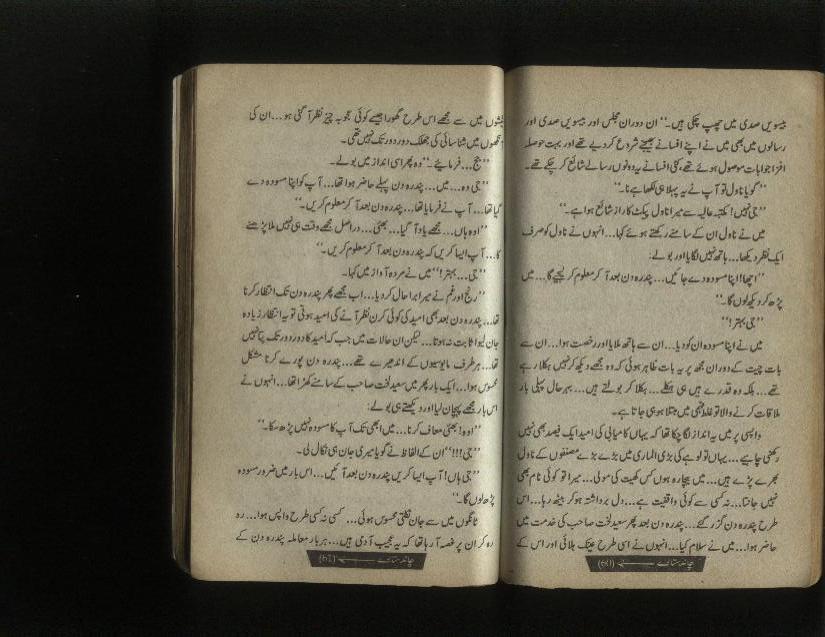 بیسویں صدی میں چھپ چکی ہیں۔“ ان دوران مجلس اور بیسویں صدی اور
رسالوں میں بھی میں نے اپنے افسانے بھیجنے شروع کر دیے تھے اور بہت حوصلہ
افزا جوابات موصول ہوئے تھے، کئی افسانے یہ دونوں رسالے شائع کر چکے تھے۔
”گویا ناول تو آپ نے یہ پہلا ہی لکھا ہے نا۔“
”جی نہیں! مکتبہ عالیہ سے میرا ناول پیکٹ کا راز شائع ہوا ہے۔“
میں نے ناول ان کے سامنے رکھتے ہوئے کہا... انہوں نے ناول کو صرف
ایک نظر دیکھا... ہاتھ نہیں لگایا اور بولے:
”اچھا! اپنا مسودہ دے جائیں... پندرہ دن بعد آ کر معلوم کر لیجیے گا... میں
پڑھ کر دیکھ لوں گا۔“
”جی بہتر!“
میں نے اپنا مسودہ ان کو دیا... ان سے ہاتھ ملایا اور رخصت ہوا... ان سے
بات چیت کے دوران مجھ پر یہ بات ظاہر ہوئی کہ وہ مجھے دیکھ کر نہیں ہکلا رہے
تھے... بلکہ وہ قدرے ہیں ہی ہکلے... ہکلا کر بولتے ہیں... بہرحال پہلی بار
ملاقات کرنے والا تو غلط فہمی میں مبتلا ہو ہی جاتا ہے۔
واپسی پر میں یہ اندازہ لگا چکا تھا کہ یہاں کامیابی کی امید ایک فیصد بھی نہیں
رکھنی چاہیے... یہاں تو لوہے کی بڑی الماری میں بڑے بڑے مصنفوں کے ناول
بھرے پڑے ہیں... میں بیچارہ ہوں کس کھیت کی مولی... میرا تو کوئی نام بھی
نہیں جانتا... نہ کسی سے کوئی واقفیت ہے... دل برداشتہ ہو کر بیٹھ رہا... اس
طرح پندرہ دن گزر گئے... پندرہ دن بعد پھر سعید لخت صاحب کی خدمت میں
حاضر ہوا... میں نے سلام کیا... انہوں نے اسی طرح عینک ہلائی اور اس کے
چاند ستارے (60)
میں سے مجھے اس طرح گھورا جیسے کوئی عجوبہ چیز نظر آ گئی ہو... ان کی
میں شناسائی کی جھلک دور دور تک نہیں تھی۔
”جج... فرمایئے۔“ وہ پھر اسی انداز میں بولے۔
”جی وہ... میں... پندرہ دن پہلے حاضر ہوا تھا... آپ کو اپنا مسودہ دے
گیا تھا... آپ نے فرمایا تھا... پندرہ دن بعد آ کر معلوم کریں۔“
”اوہ ہاں... مجھے یاد آ گیا... بھئی... دراصل مجھے وقت ہی نہیں ملا پڑھنے
کا... آپ ایسا کریں کہ پندرہ دن بعد آ کر معلوم کریں۔“
”جی... بہتر!“ میں نے مردہ آواز میں کہا۔
”رنج اور غم نے میرا برا حال کر دیا... اب مجھے پھر پندرہ دن تک انتظار کرنا
تھا... پندرہ دن بعد بھی امید کی کوئی کرن نظر آنے کی امید ہوتی تو یہ انتظار زیادہ
جان لیوا ثابت نہ ہوتا... لیکن ان حالات میں جب کہ امید کا دور دور تک پتا نہیں
تھا... ہر طرف مایوسیوں کے اندھیرے تھے... پندرہ دن پورے کرنا مشکل
محسوس ہوا... ایک بار پھر میں سعید لخت صاحب کے سامنے کھڑا تھا... انہوں نے
اس بار مجھے پہچان لیا اور دیکھتے ہی بولے:
”اوہ! بھئی معاف کرنا... میں ابھی تک آپ کا مسودہ نہیں پڑھ سکا۔“
”جی!!!“ ان کے الفاظ نے گویا میری جان ہی نکال لی۔
”جی ہاں! آپ ایسا کریں پندرہ دن بعد آئیں... اس بار میں ضرور مسودہ
پڑھ لوں گا۔“
ٹانگوں میں سے جان نکلتی محسوس ہوئی... کسی نہ کسی طرح واپس ہوا... رہ
رہ کر ان پر غصہ آ رہا تھا کہ یہ عجیب آدمی ہیں... ہر بار معاملہ پندرہ دن کے
چاند ستارے (61)